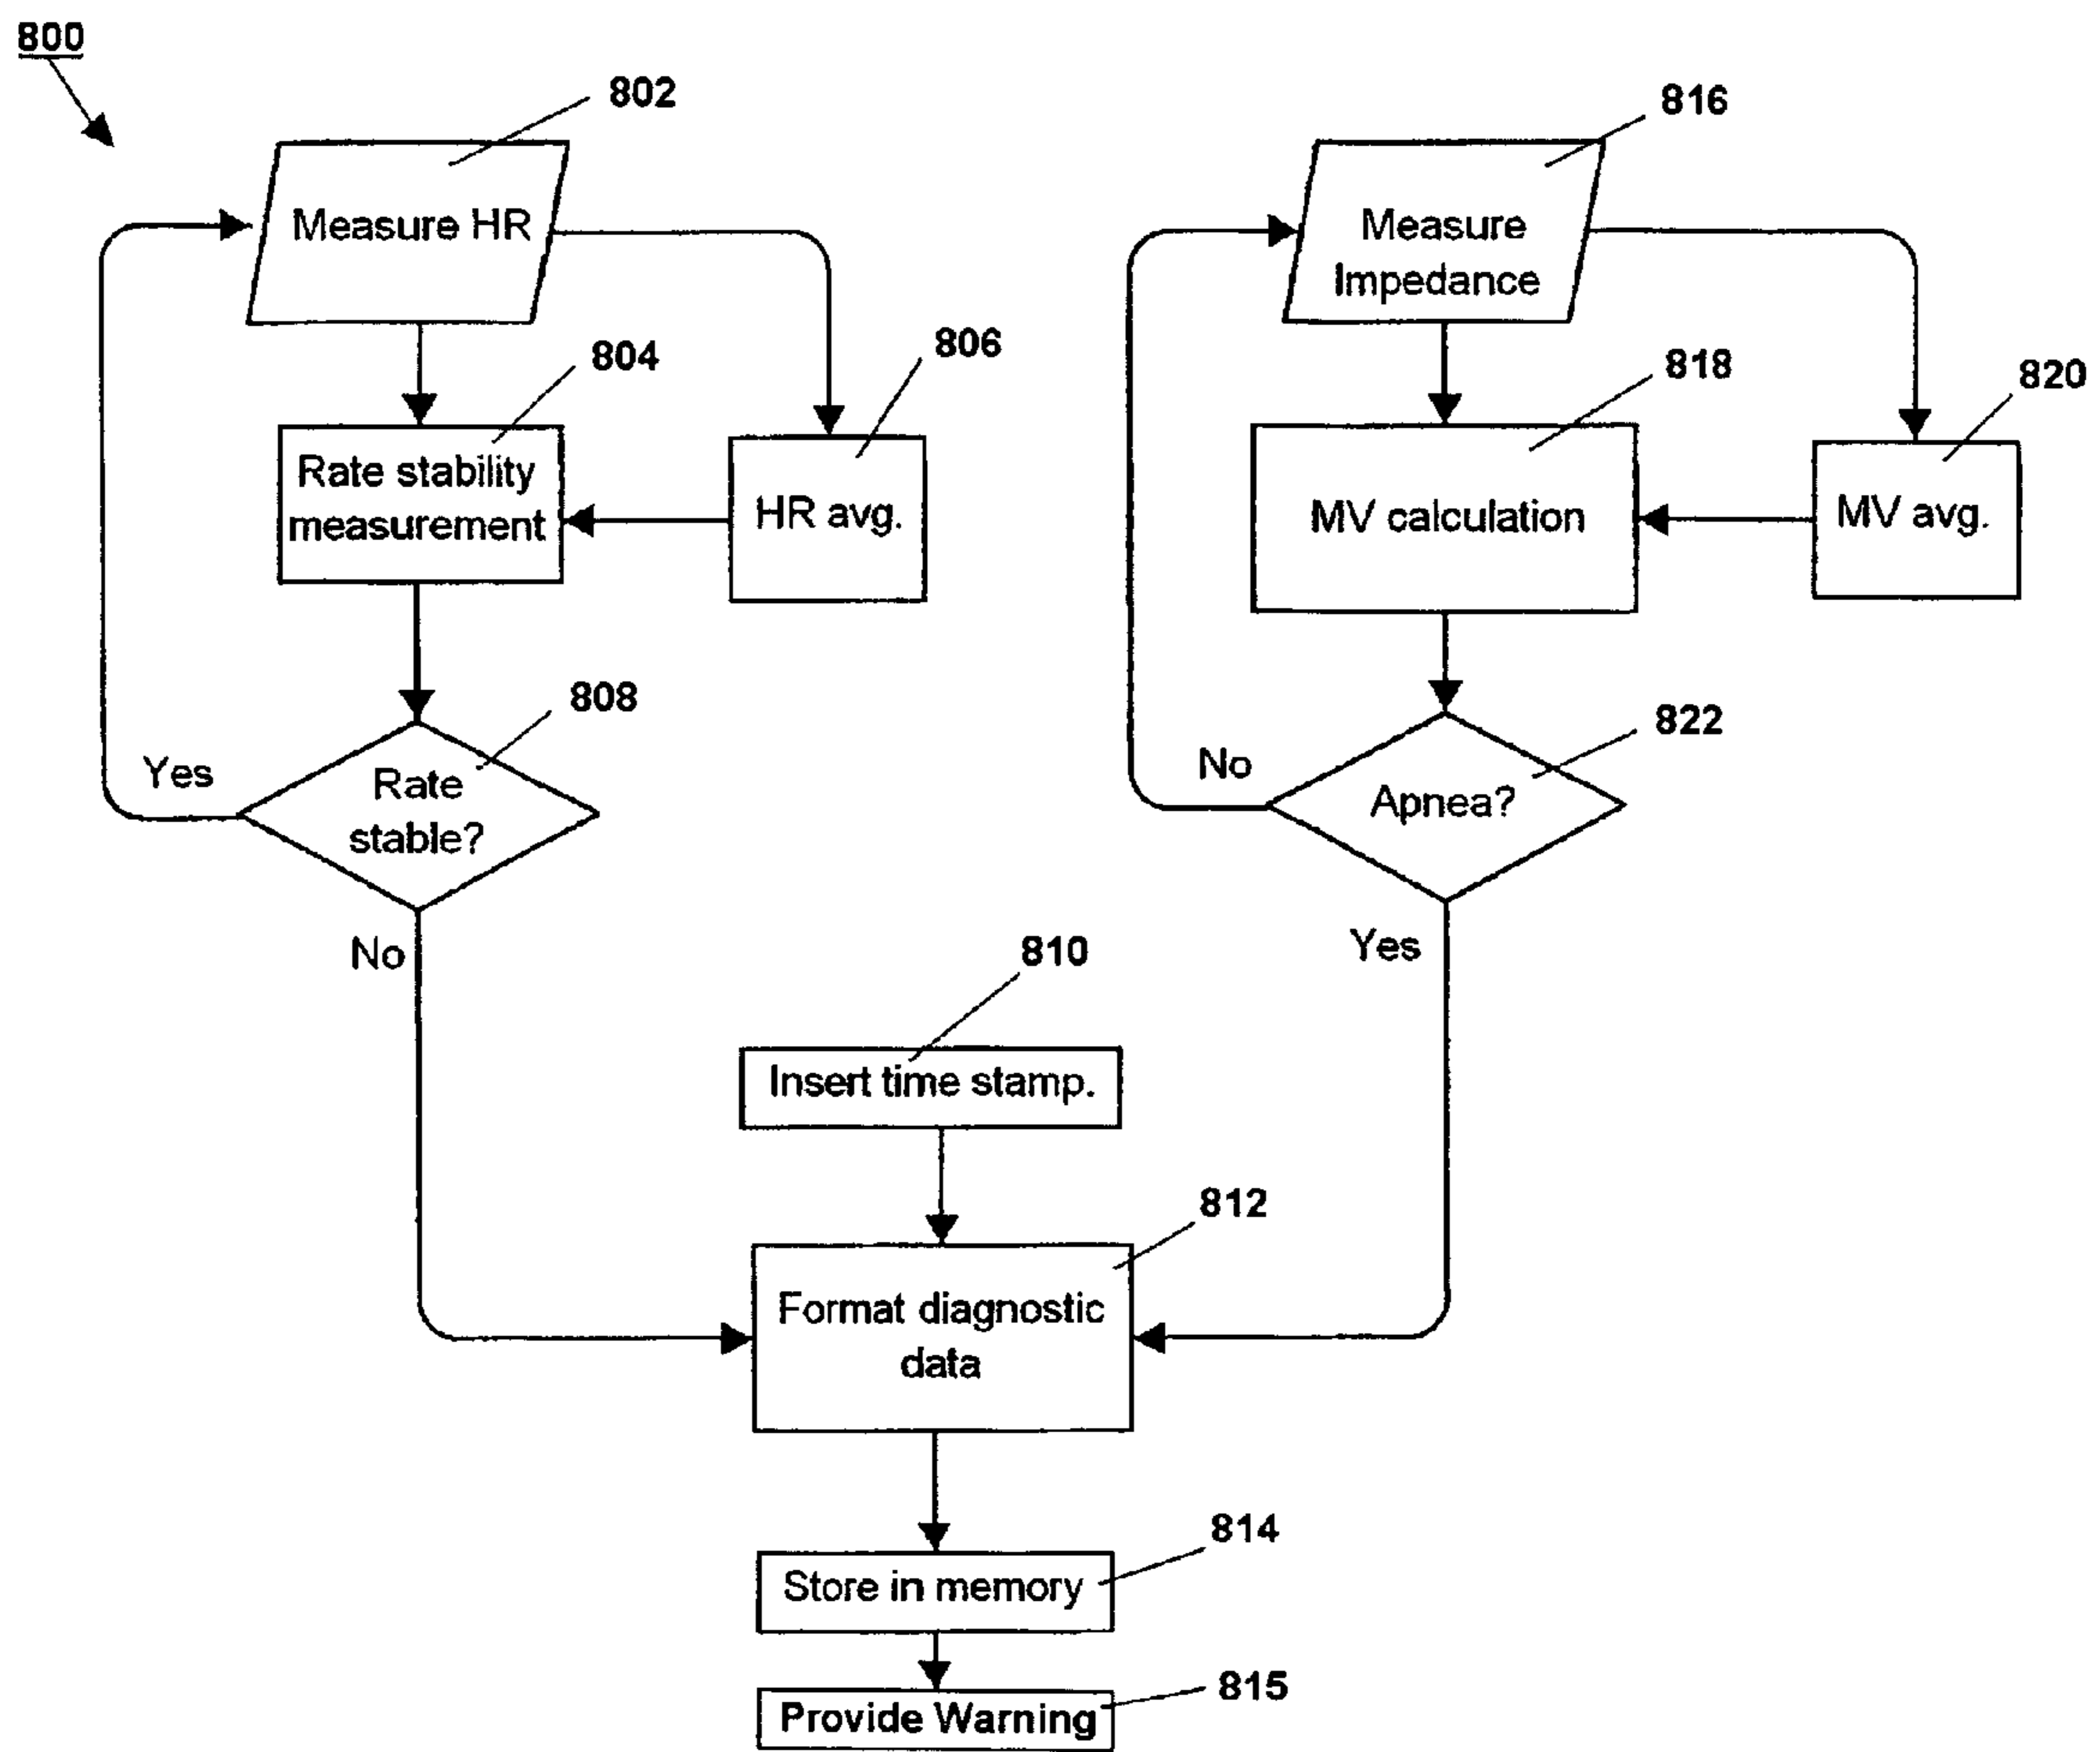 800
802
Measure HR
804
Rate stability
measurement
806
HR avg.
808
Rate
stable?
Yes
No
816
Measure
Impedance
818
MV calculation
820
MV avg.
822
Apnea?
No
Yes
810
Insert time stamp.
812
Format diagnostic
data
814
Store in memory
815
Provide Warning